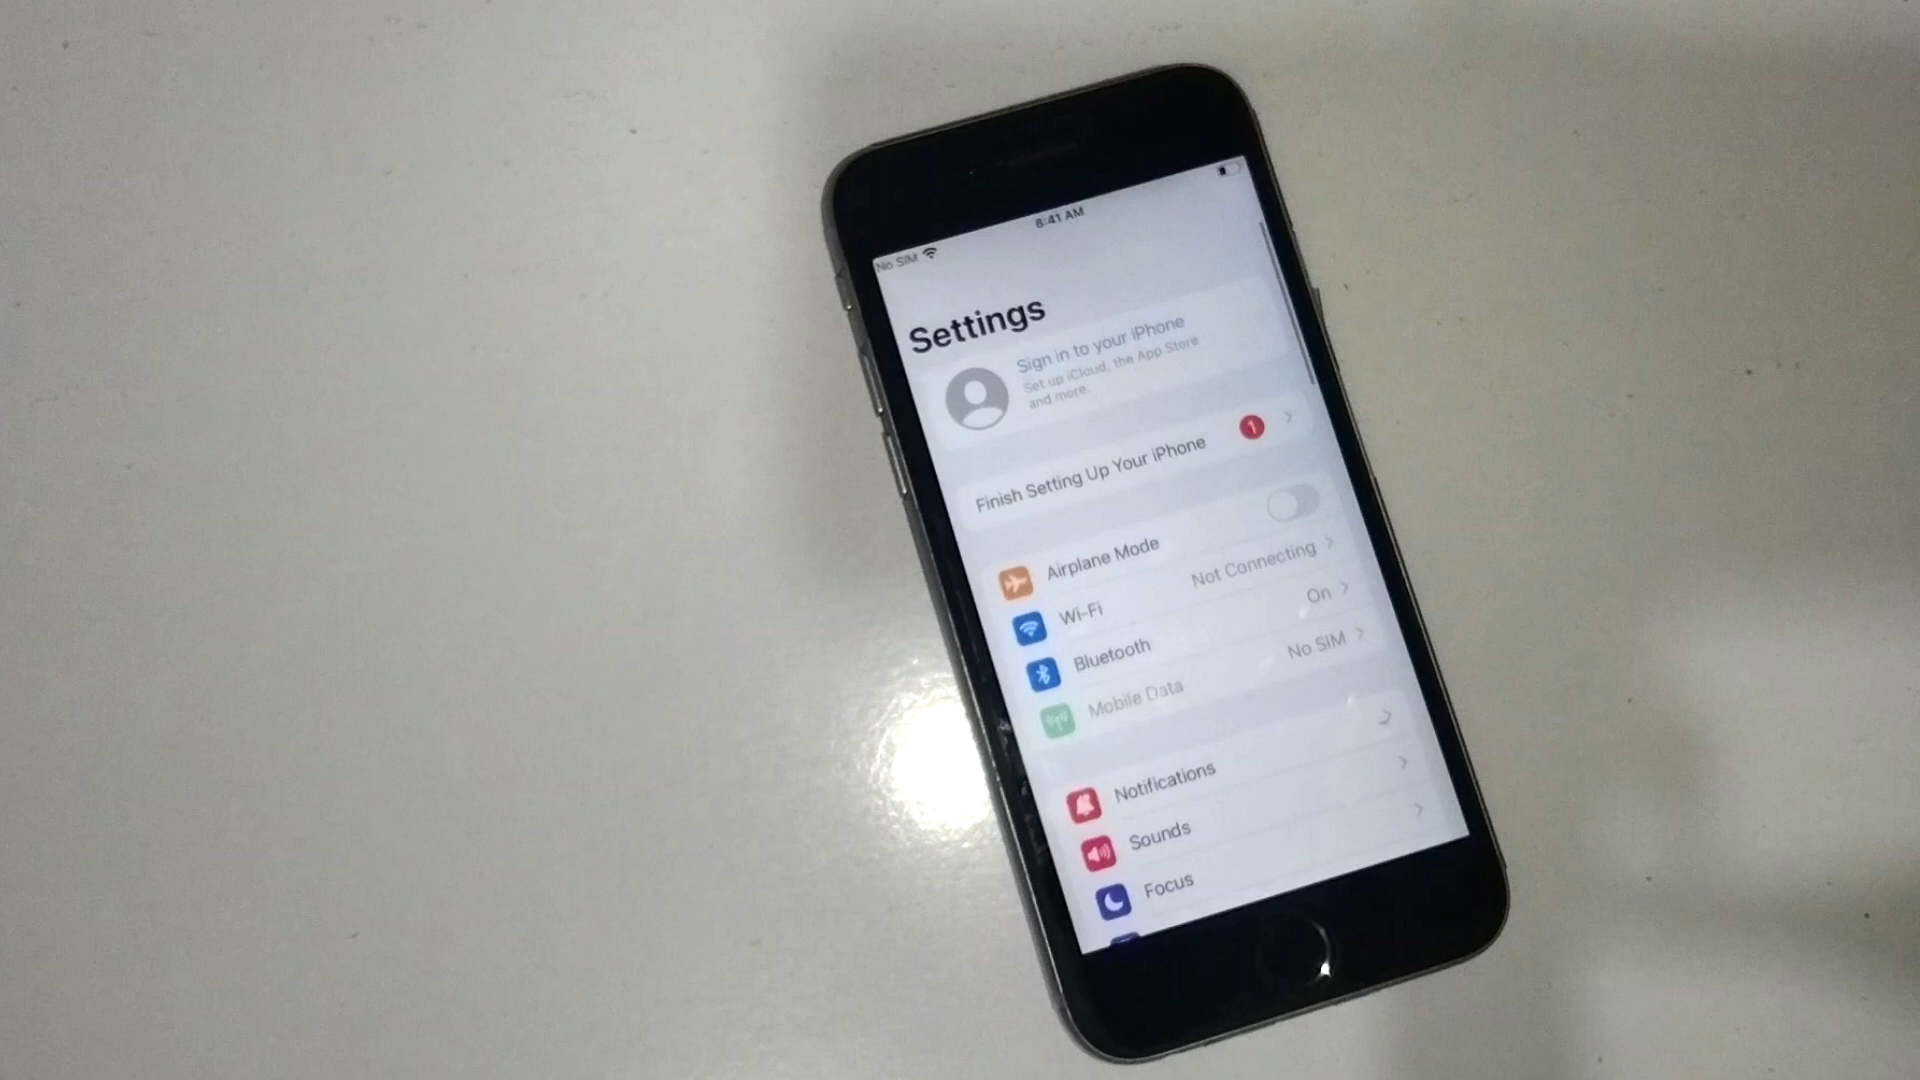 No SIM
8:41 AM
Settings
Sign in to your iPhone
Set up iCloud, the App Store
and more.
Finish Setting Up Your iPhone 1
Airplane Mode
Wi-Fi Not Connecting
Bluetooth On
Mobile Data No SIM
Notifications
Sounds
Focus